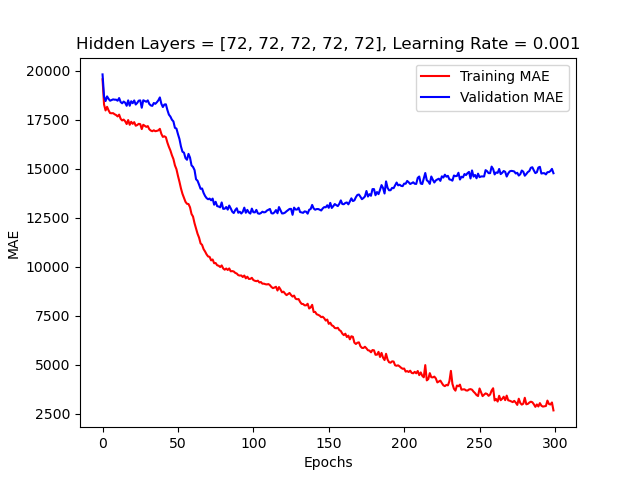 Hidden Layers = [72, 72, 72, 72, 72], Learning Rate = 0.001
Training MAE
Validation MAE
20000
17500
15000
12500
10000
7500
5000
2500
MAE
0 50 100 150 200 250 300
Epochs